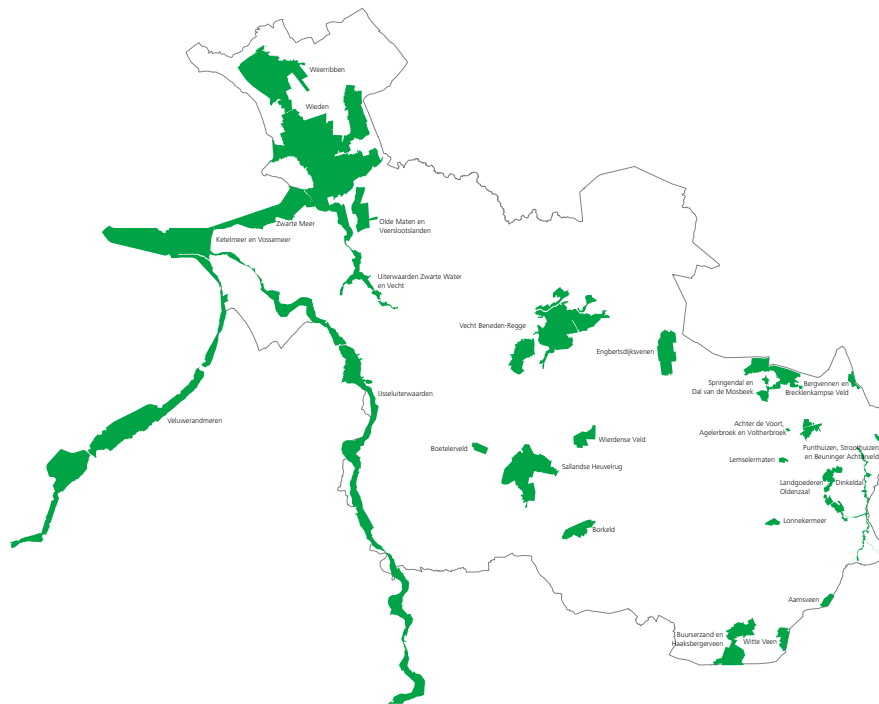 Weerribben
Wieden
Zwarte Meer
Olde Maten en
Veerslootslanden
Ketelmeer en Vossemeer
Uiterwaarden Zwarte Water
en Vecht
Vecht Beneden-Regge
Engbertsdijksvenen
Springendal en
Dal van de Mosbeek
Bergvennen en
Brecklenkampse Veld
IJsseluiterwaarden
Veluwerandmeren
Achter de Voort,
Agelerbroek en Voltherbroek
Wierdense Veld
Boetelerveld
Punthuizen, Stroothuizen
en Beuninger Achterveld
Lemselermaten
Sallandse Heuvelrug
Landgoederen
Oldenzaal
Dinkeldal
Lonnekermeer
Borkeld
Aamsveen
Buurserzand en
Haaksbergerveen
Witte Veen